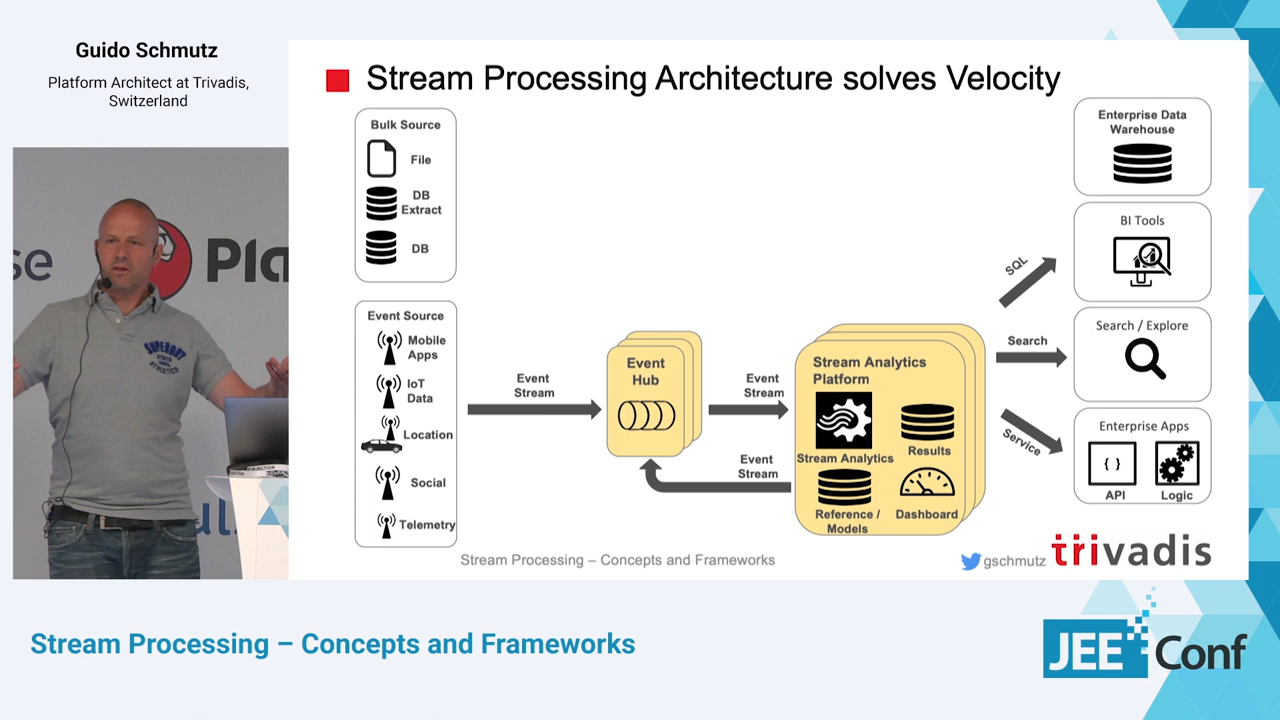 Guido Schmutz
Platform Architect at Trivadis,
Switzerland
Stream Processing Architecture solves Velocity
Bulk Source
File
DB
Extract
DB
Event Source
Mobile
Apps
IoT
Data
Location
Social
Telemetry
Event
Stream
Event
Hub
Event
Stream
Event
Stream
Stream Analytics
Platform
Stream Analytics
Results
Reference /
Models
Dashboard
SQL
Search
Service
Enterprise Data
Warehouse
BI Tools
Search / Explore
Enterprise Apps
{ }
API
Logic
Stream Processing – Concepts and Frameworks
gschmutz
trivadis
se
Pla
SUPERDRY
Stream Processing – Concepts and Frameworks
JEE Conf